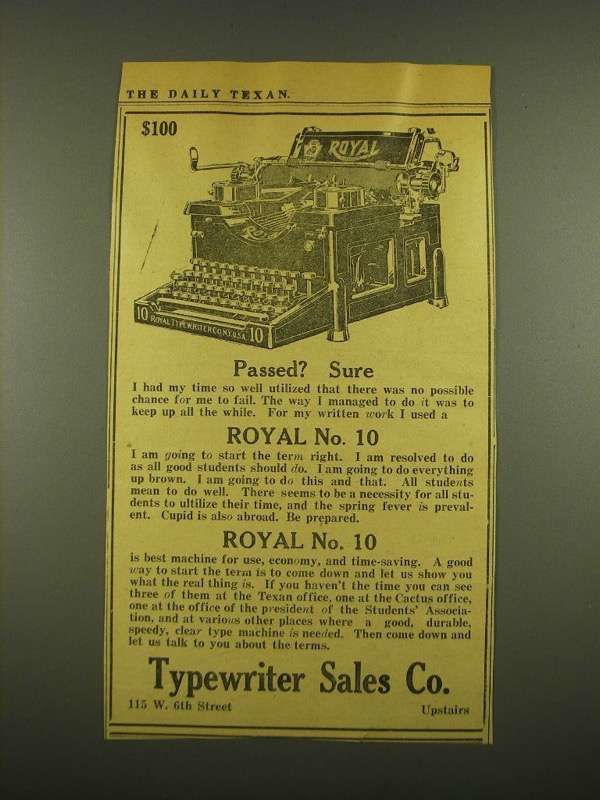 THE DAILY TEXAN.
$100
ROYAL
Royal
10 ROYAL TYPEWRITER CO. N.Y. U.S.A. 10
Passed? Sure
I had my time so well utilized that there was no possible
chance for me to fail. The way I managed to do it was to
keep up all the while. For my written work I used a
ROYAL No. 10
I am going to start the term right. I am resolved to do
as all good students should do. I am going to do everything
up brown. I am going to do this and that. All students
mean to do well. There seems to be a necessity for all stu-
dents to ultilize their time, and the spring fever is preval-
ent. Cupid is also abroad. Be prepared.
ROYAL No. 10
is best machine for use, economy, and time-saving. A good
way to start the term is to come down and let us show you
what the real thing is. If you haven't the time you can see
three of them at the Texan office, one at the Cactus office,
one at the office of the president of the Students' Associa-
tion, and at various other places where a good, durable,
speedy, clear type machine is needed. Then come down and
let us talk to you about the terms.
Typewriter Sales Co.
115 W. 6th Street Upstairs